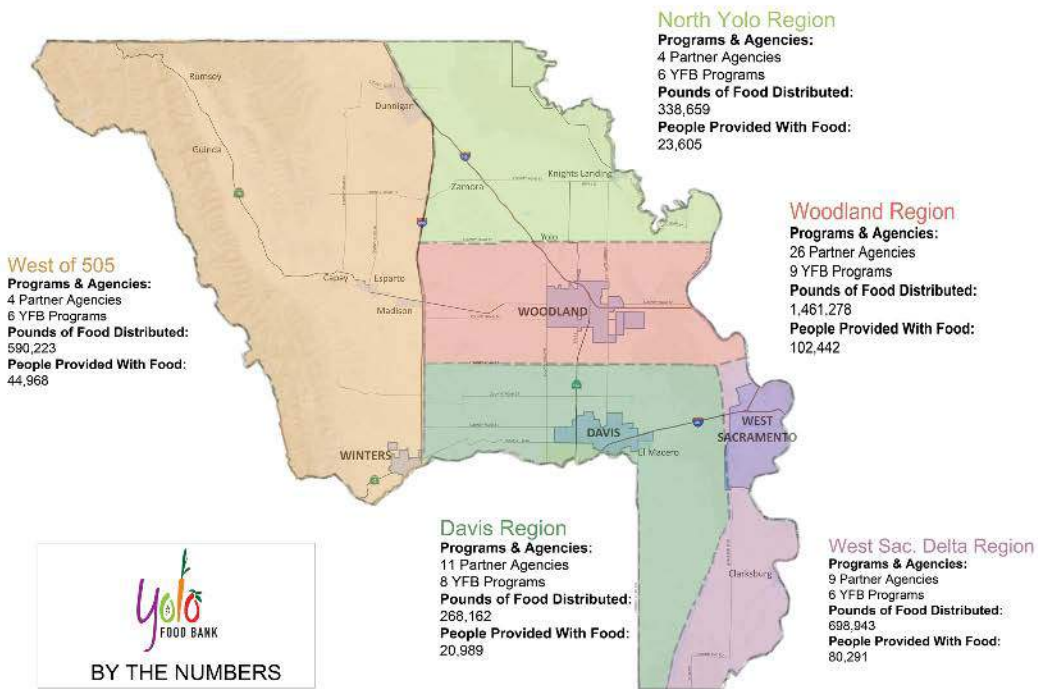 North Yolo Region
Programs & Agencies:
4 Partner Agencies
6 YFB Programs
Pounds of Food Distributed:
338,659
People Provided With Food:
23,605
Woodland Region
Programs & Agencies:
26 Partner Agencies
9 YFB Programs
Pounds of Food Distributed:
1,461,278
People Provided With Food:
102,442
West of 505
Programs & Agencies:
4 Partner Agencies
6 YFB Programs
Pounds of Food Distributed:
590,223
People Provided With Food:
44,968
Rumsey
Dunnigan
Guinda
Knights Landing
Zamora
Yolo
Capay
Esparto
Madison
WOODLAND
WINTERS
DAVIS
El Macero
WEST
SACRAMENTO
Clarksburg
Davis Region
Programs & Agencies:
11 Partner Agencies
8 YFB Programs
Pounds of Food Distributed:
268,162
People Provided With Food:
20,989
West Sac. Delta Region
Programs & Agencies:
9 Partner Agencies
6 YFB Programs
Pounds of Food Distributed:
698,943
People Provided With Food:
80,291
yolo
FOOD BANK
BY THE NUMBERS